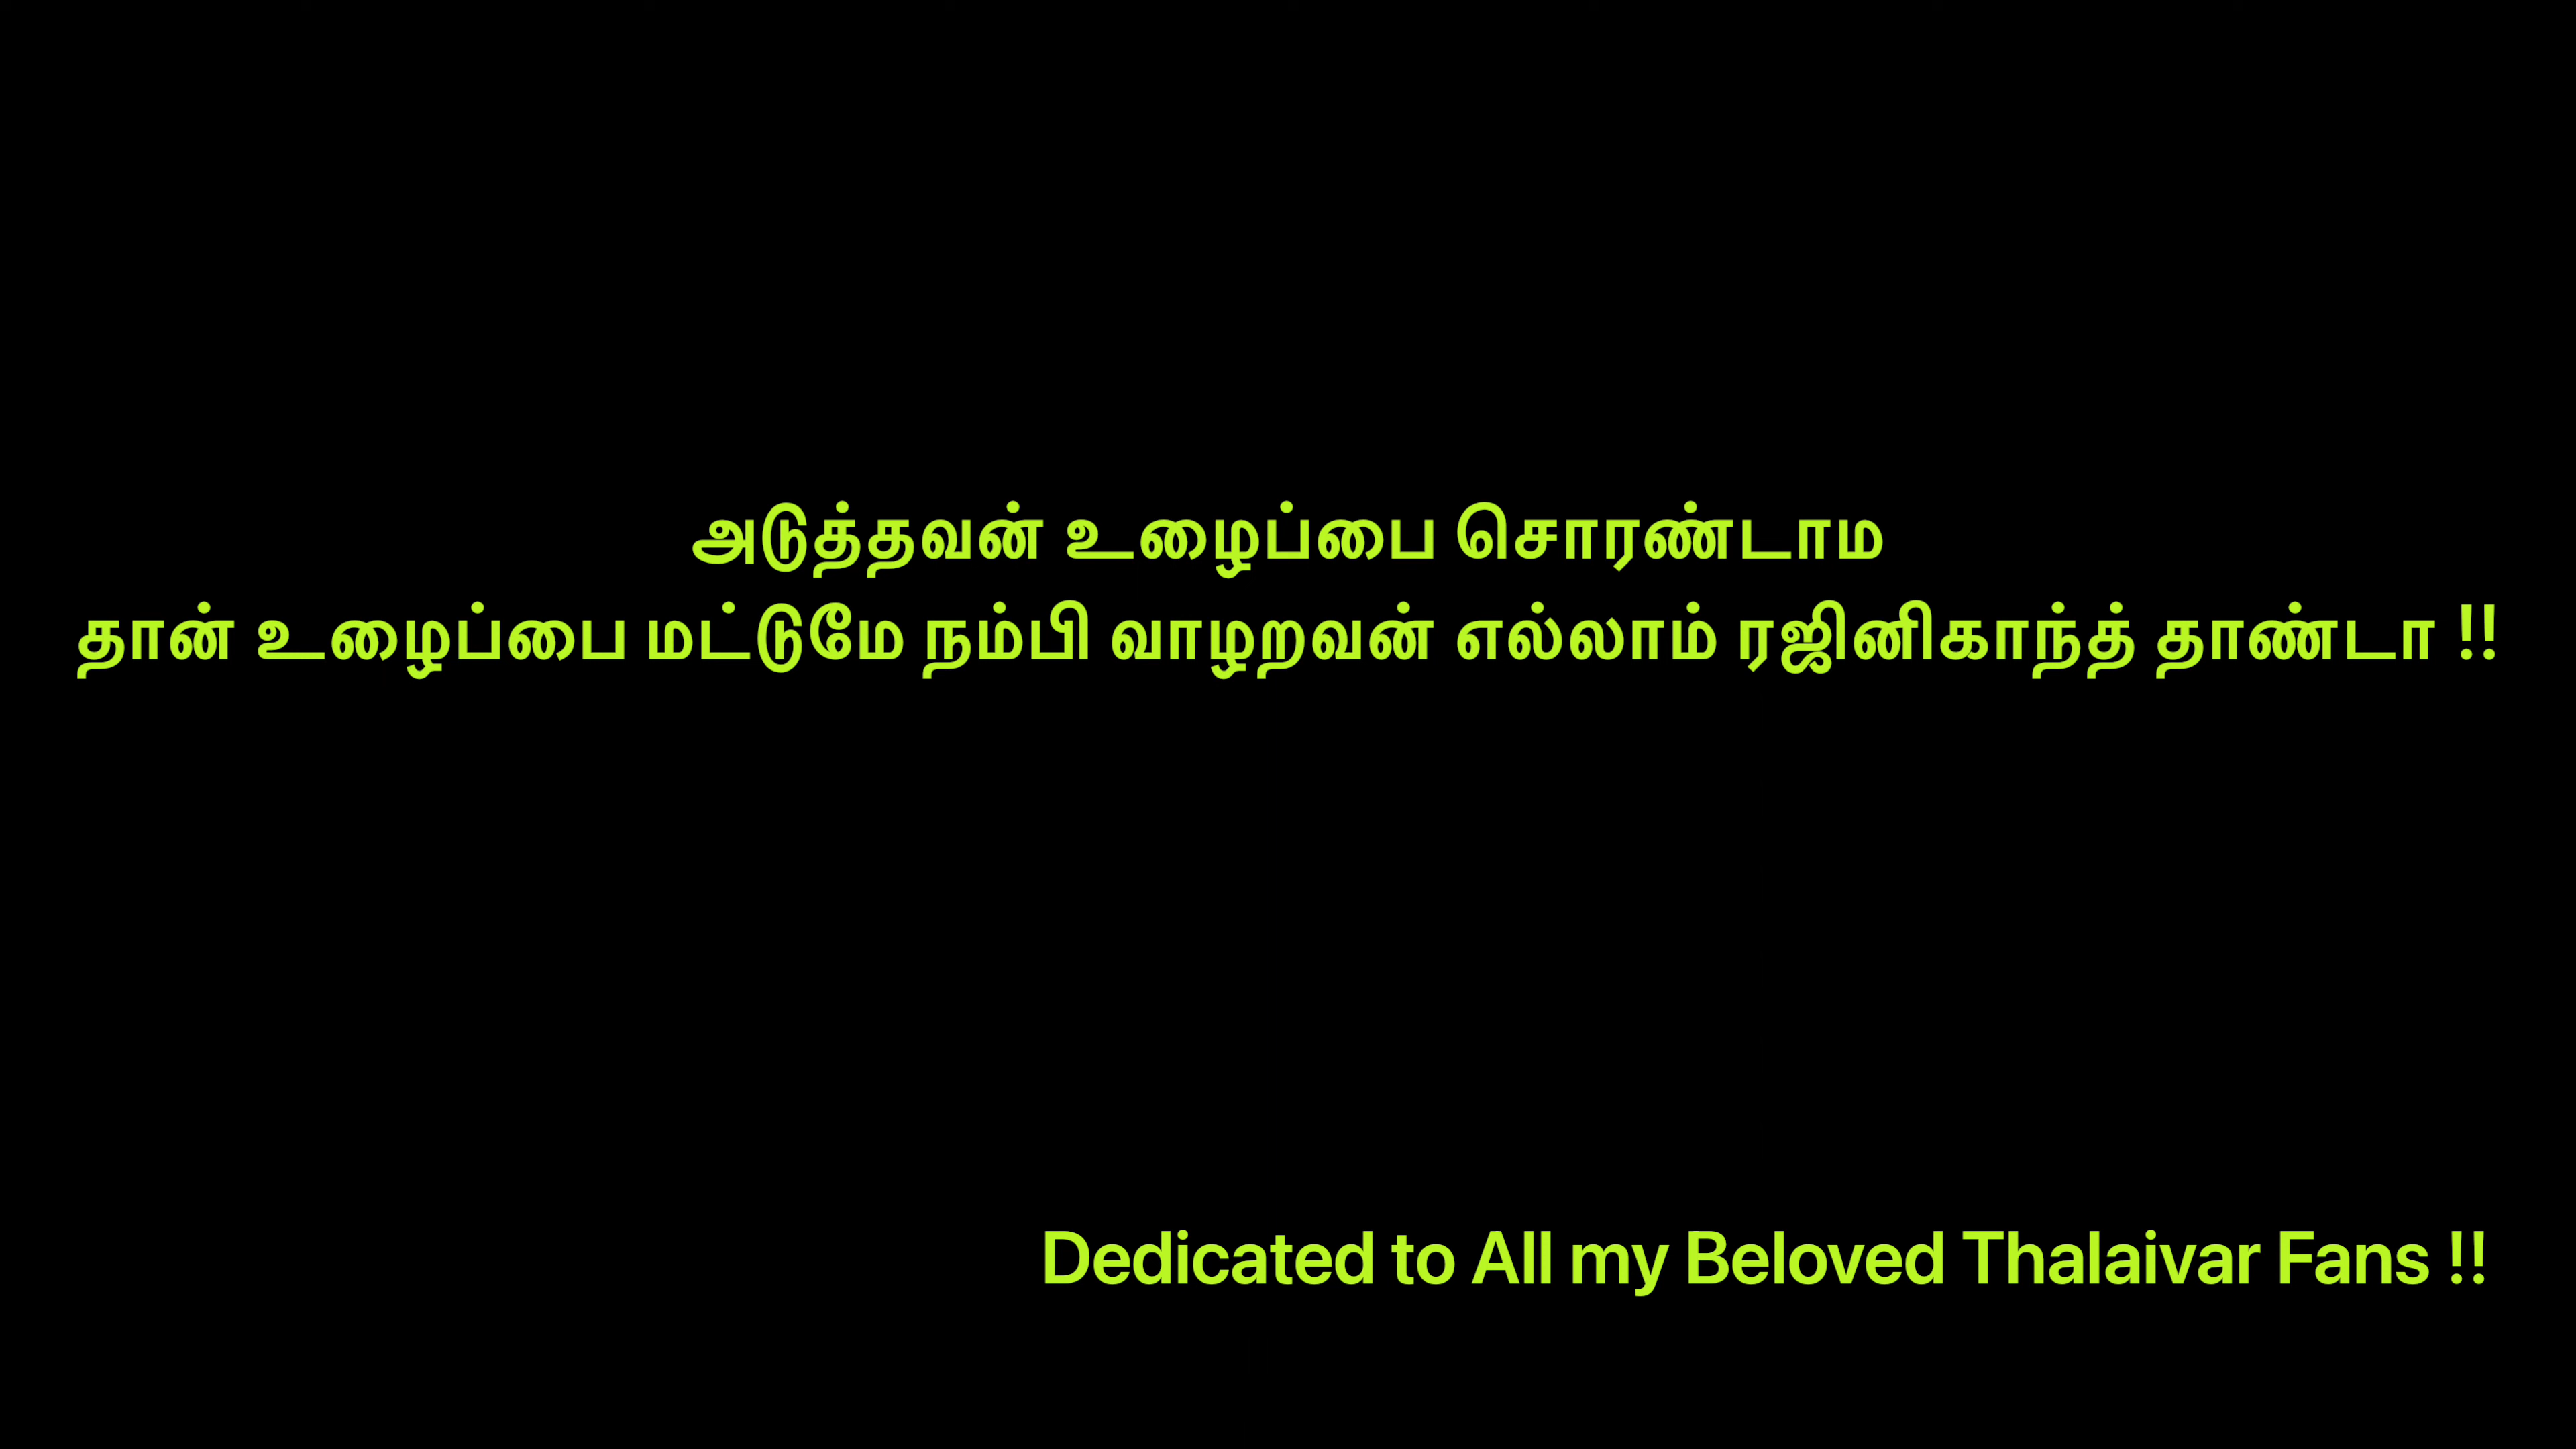 அடுத்தவன் உழைப்பை சொரண்டாம
தான் உழைப்பை மட்டுமே நம்பி வாழறவன் எல்லாம் ரஜினிகாந்த் தாண்டா !!
Dedicated to All my Beloved Thalaivar Fans !!